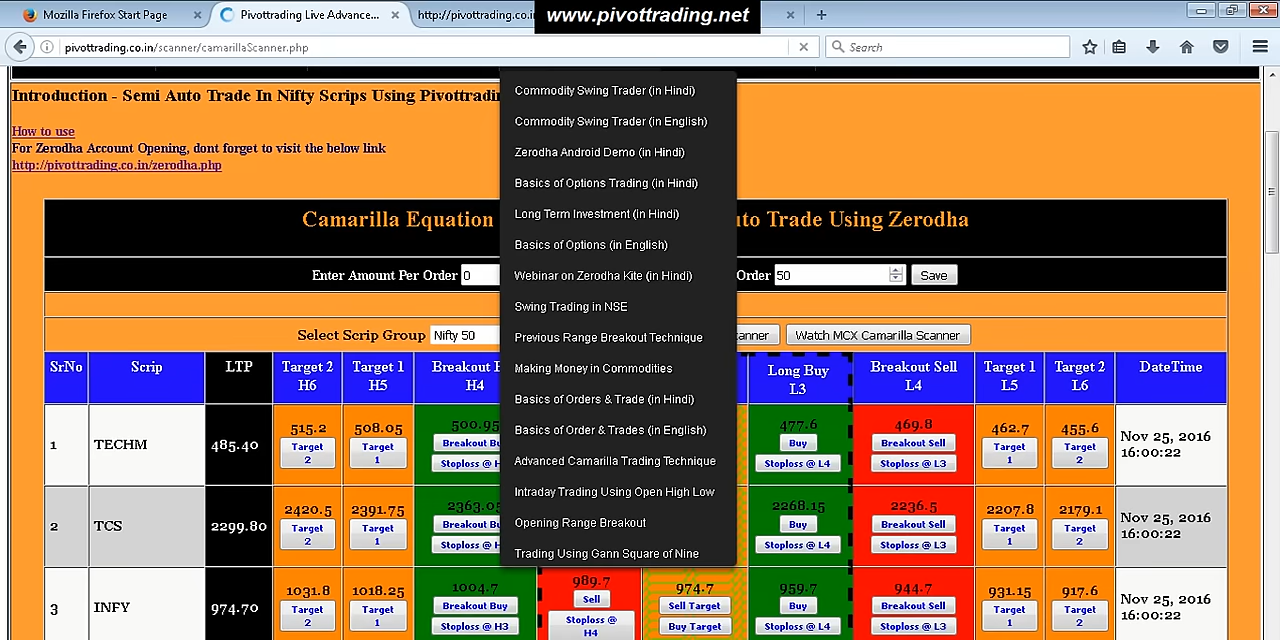 Mozilla Firefox Start Page
Pivottrading Live Advance...
http://pivottrading.co.in
www.pivottrading.net
pivottrading.co.in/scanner/camarillaScanner.php
Search
Introduction - Semi Auto Trade In Nifty Scrips Using
How to use
For Zerodha Account Opening, dont forget to visit the below link
http://pivottrading.co.in/zerodha.php
Commodity Swing Trader (in Hindi)
Commodity Swing Trader (in English)
Zerodha Android Demo (in Hindi)
Basics of Options Trading (in Hindi)
Long Term Investment (in Hindi)
Basics of Options (in English)
Webinar on Zerodha Kite (in Hindi)
Swing Trading in NSE
Previous Range Breakout Technique
Making Money in Commodities
Basics of Orders & Trade (in Hindi)
Basics of Order & Trades (in English)
Advanced Camarilla Trading Technique
Intraday Trading Using Open High Low
Opening Range Breakout
Trading Using Gann Square of Nine
Camarilla Equation Trade Using Zerodha
Enter Amount Per Order 0 Order 50 Save
Select Scrip Group Nifty 50 Watch MCX Camarilla Scanner
SrNo Scrip LTP Target 2 Target 1 Breakout Long Buy Breakout Sell Target 1 Target 2 DateTime
H6 H5 H4 L3 L4 L5 L6
1 TECHM 485.40 515.2 508.05 500.95 477.6 469.8 462.7 455.6 Nov 25, 2016
Target 2 Target 1 Breakout Buy Breakout Sell Target 1 Target 2 16:00:22
Stoploss @ Stoploss @ L4 Stoploss @ L3
2 TCS 2299.80 2420.5 2391.75 2363.05 2268.15 2236.5 2207.8 2179.1 Nov 25, 2016
Target 2 Target 1 Breakout Buy Breakout Sell Target 1 Target 2 16:00:22
Stoploss @ Stoploss @ L4 Stoploss @ L3
3 INFY 974.70 1031.8 1018.25 1004.7 989.7 974.7 959.7 944.7 931.15 917.6 Nov 25, 2016
Target 1 Target 2 Breakout Buy Sell Sell Target Buy Breakout Sell Target 1 Target 2 16:00:22
Stoploss @ H3 Stoploss @ H4 Buy Target Stoploss @ L4 Stoploss @ L3